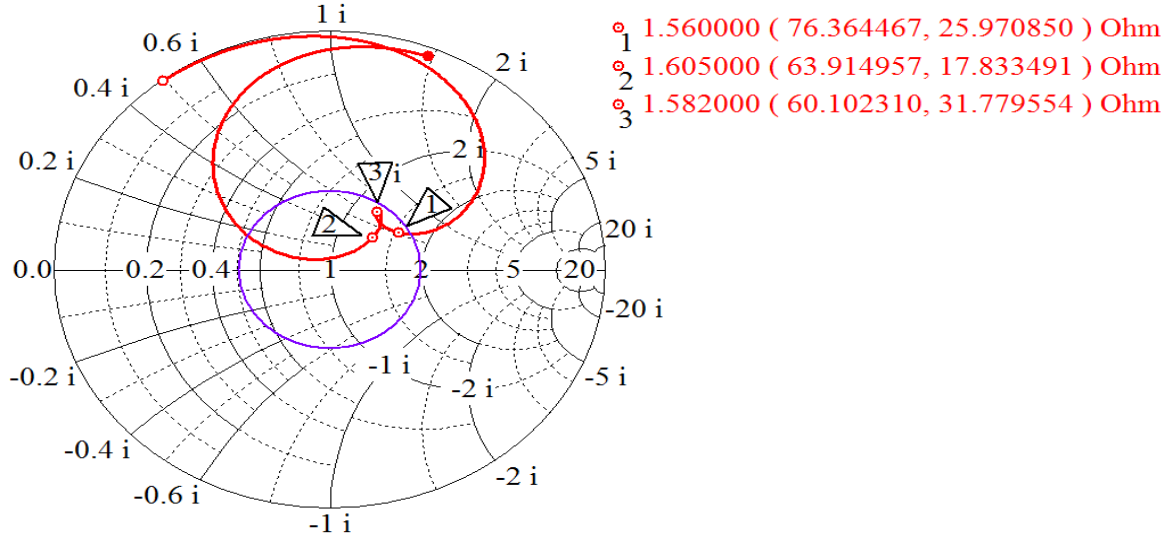 1 i
0.6 i
0.4 i
2 i
0.2 i
5 i
2 i
3 i
1
2
20 i
0.0
0.2
0.4
1
2
5
20
-20 i
-0.2 i
-1 i
-2 i
-5 i
-0.4 i
-0.6 i
-2 i
-1 i
1 1.560000 ( 76.364467, 25.970850 ) Ohm
2 1.605000 ( 63.914957, 17.833491 ) Ohm
3 1.582000 ( 60.102310, 31.779554 ) Ohm